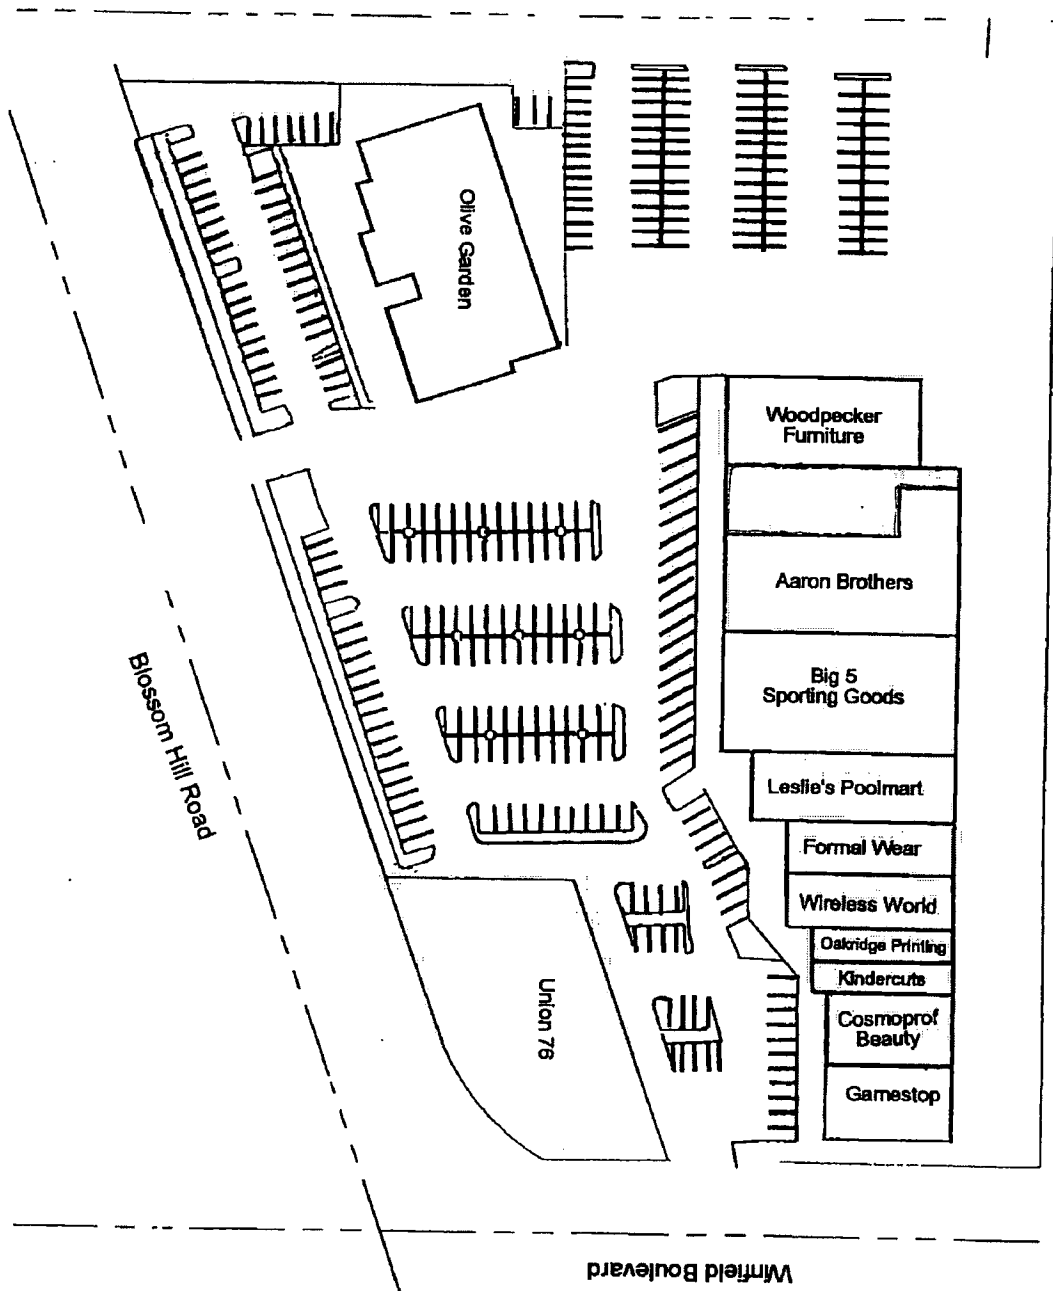 Olive Garden
Woodpecker
Furniture
Aaron Brothers
Big 5
Sporting Goods
Leslie's Poolmart
Formal Wear
Wireless World
Oakridge Printing
Kindercuts
Cosmoprof
Beauty
Gamestop
Union 76
Blossom Hill Road
Winfield Boulevard